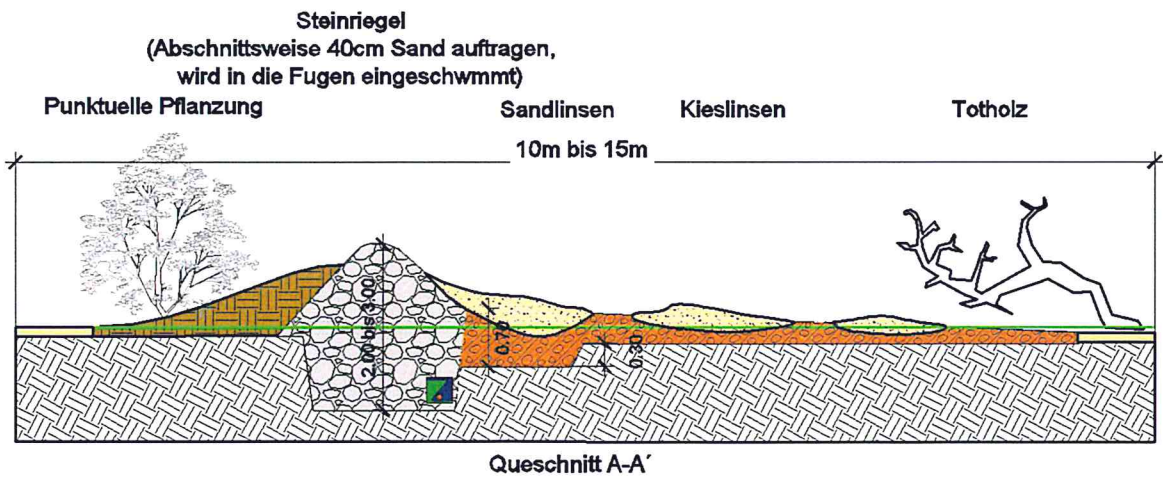 Steinriegel
(Abschnittsweise 40cm Sand auftragen,
wird in die Fugen eingeschwmmt)
Punktuelle Pflanzung
Sandlinsen
Kieslinsen
Totholz
10m bis 15m
2.00 bis 3.00
0.70
0.30
Queschnitt A-A´